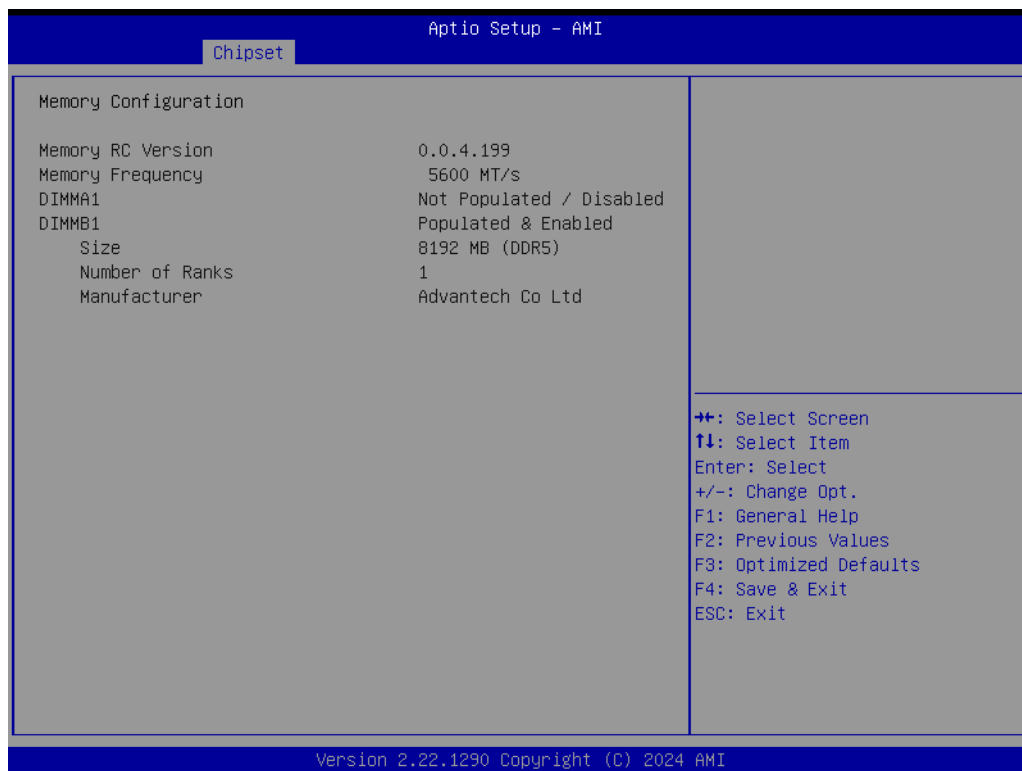 Aptio Setup – AMI
Chipset
Memory Configuration
Memory RC Version 0.0.4.199
Memory Frequency 5600 MT/s
DIMMA1 Not Populated / Disabled
DIMMB1 Populated & Enabled
Size 8192 MB (DDR5)
Number of Ranks 1
Manufacturer Advantech Co Ltd
→←: Select Screen
↑↓: Select Item
Enter: Select
+/-: Change Opt.
F1: General Help
F2: Previous Values
F3: Optimized Defaults
F4: Save & Exit
ESC: Exit
Version 2.22.1290 Copyright (C) 2024 AMI